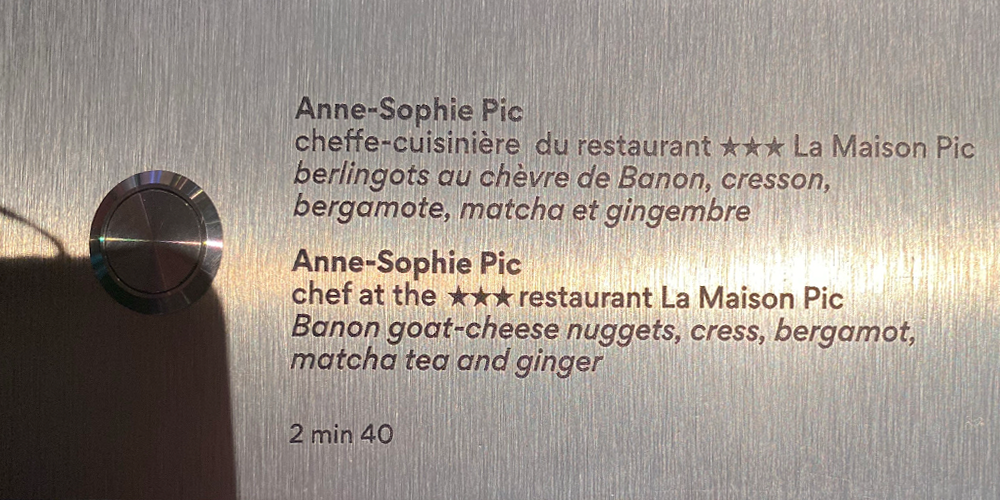 Anne-Sophie Pic
cheffe-cuisinière du restaurant ★★★ La Maison Pic
berlingots au chèvre de Banon, cresson,
bergamote, matcha et gingembre
Anne-Sophie Pic
chef at the ★★★ restaurant La Maison Pic
Banon goat-cheese nuggets, cress, bergamot,
matcha tea and ginger
2 min 40